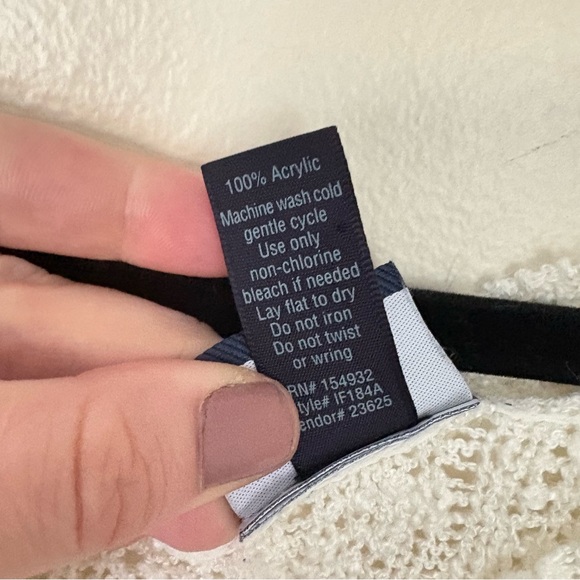 100% Acrylic
Machine wash cold
gentle cycle
Use only
non-chlorine
bleach if needed
Lay flat to dry
Do not iron
Do not twist
or wring
RN# 154932
tyle# IF184A
endor# 23625